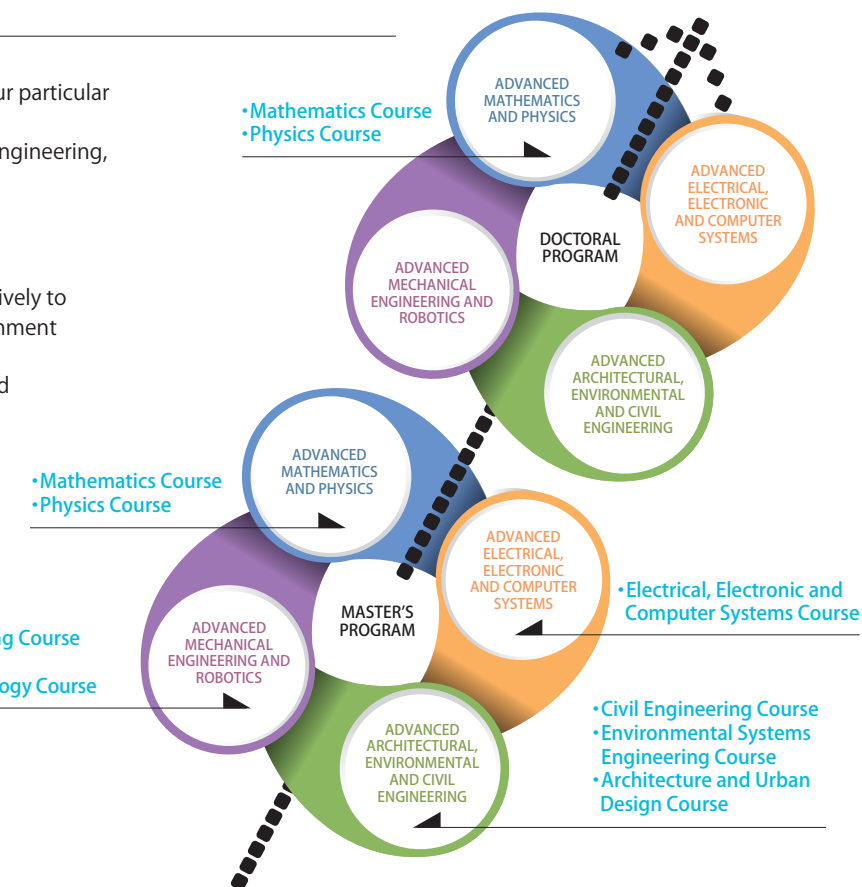 ur particular
ngineering,
ively to
nment
d
•Mathematics Course
•Physics Course
ADVANCED
MATHEMATICS
AND PHYSICS
ADVANCED
ELECTRICAL,
ELECTRONIC
AND COMPUTER
SYSTEMS
DOCTORAL
PROGRAM
ADVANCED
MECHANICAL
ENGINEERING AND
ROBOTICS
ADVANCED
ARCHITECTURAL,
ENVIRONMENTAL
AND CIVIL
ENGINEERING
•Mathematics Course
•Physics Course
ADVANCED
MATHEMATICS
AND PHYSICS
ADVANCED
ELECTRICAL,
ELECTRONIC
AND COMPUTER
SYSTEMS
•Electrical, Electronic and
Computer Systems Course
MASTER'S
PROGRAM
ng Course
ogy Course
ADVANCED
MECHANICAL
ENGINEERING AND
ROBOTICS
ADVANCED
ARCHITECTURAL,
ENVIRONMENTAL
AND CIVIL
ENGINEERING
•Civil Engineering Course
•Environmental Systems
Engineering Course
•Architecture and Urban
Design Course